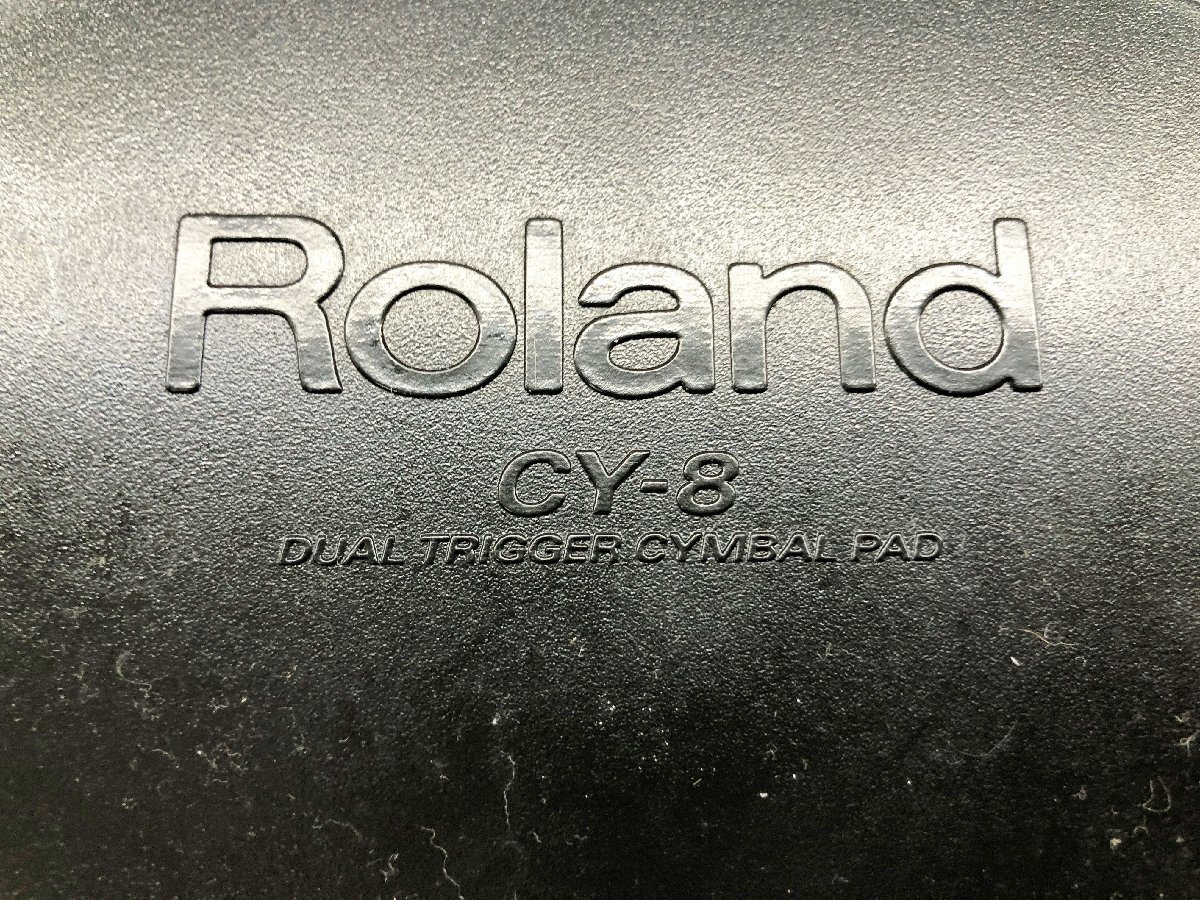 Roland
CY-8
DUAL TRIGGER CYMBAL PAD